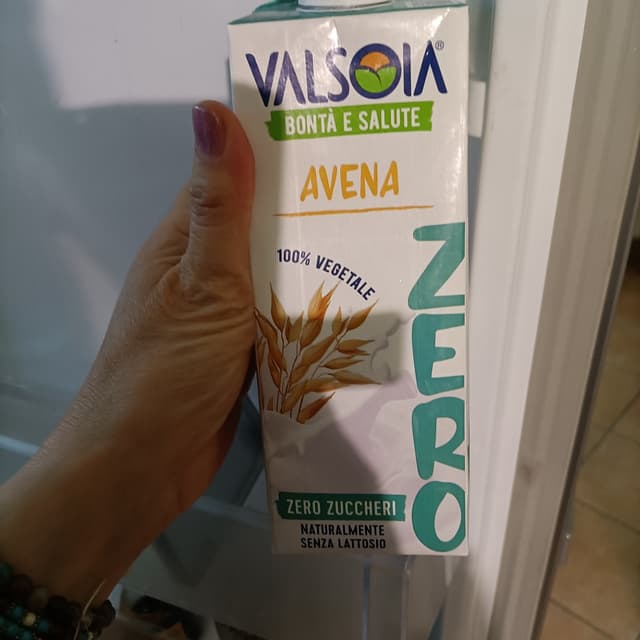 VALSOIA®
BONTÀ E SALUTE
AVENA
100% VEGETALE
ZERO
ZERO ZUCCHERI
NATURALMENTE
SENZA LATTOSIO